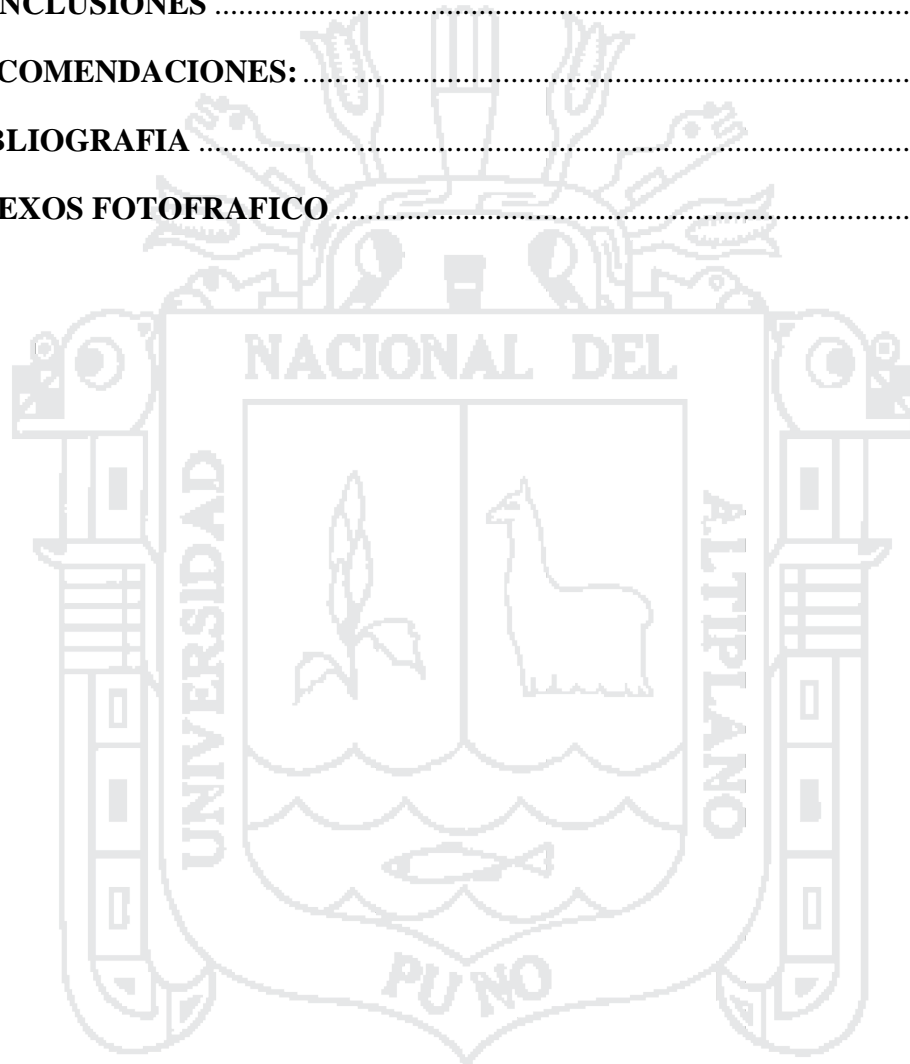 NCLUSIONES ................................................................................
COMENDACIONES: ................................................................................
BLIOGRAFIA ................................................................................
EXOS FOTOFRAFICO ................................................................................
NACIONAL DEL
UNIVERSIDAD
ALTIPLANO
PUNO